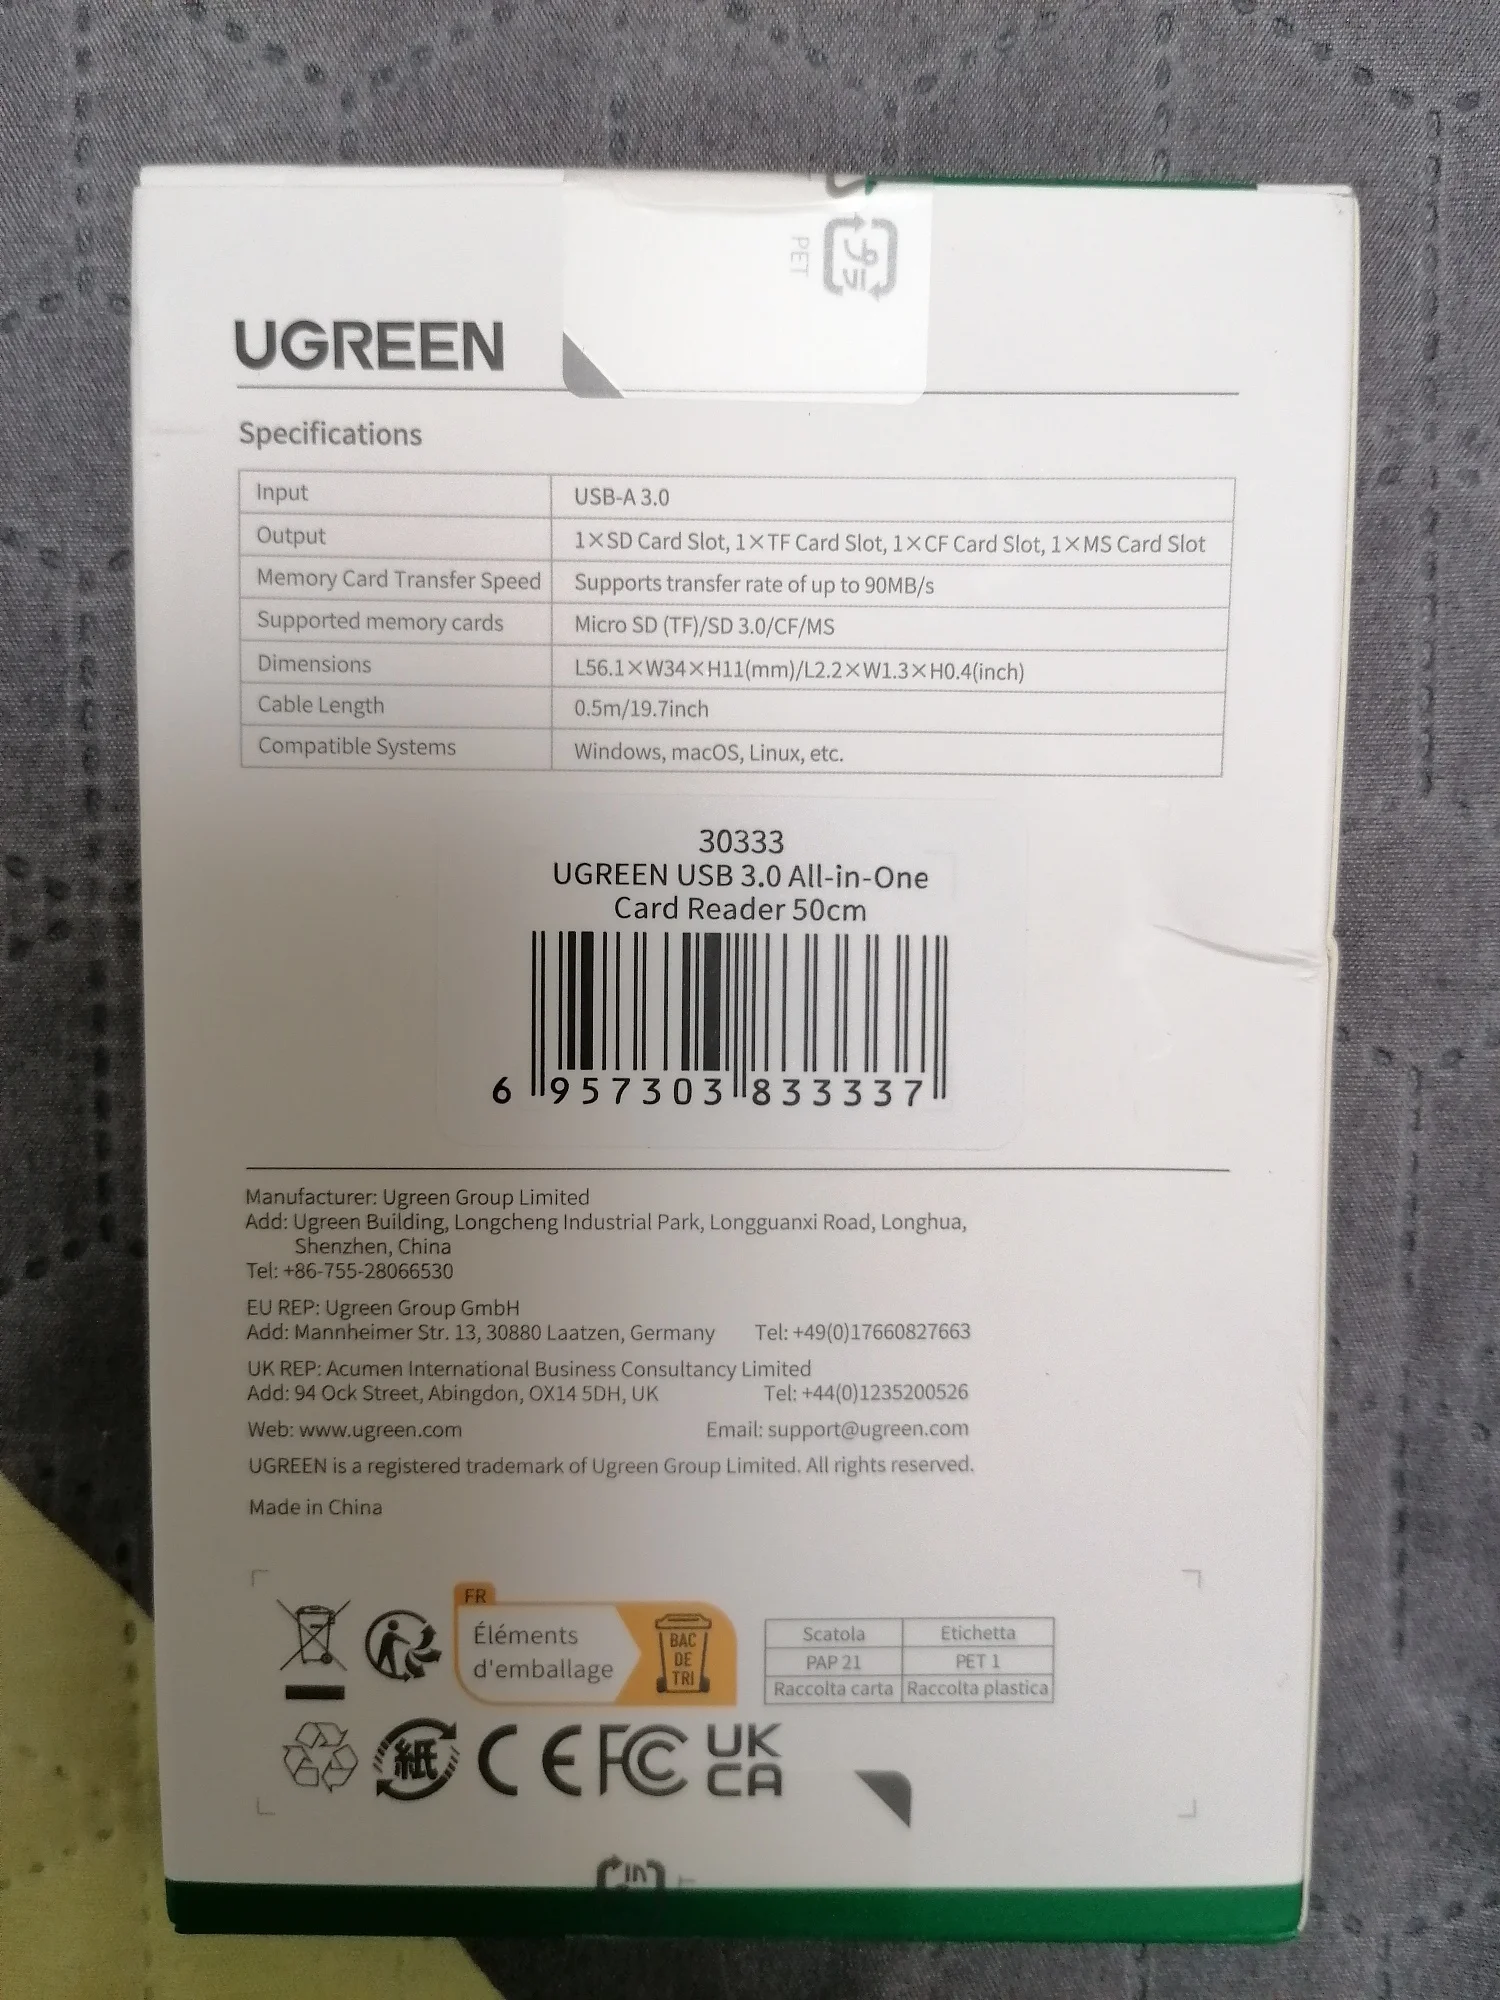 PET
UGREEN
Specifications
Input USB-A 3.0
Output 1×SD Card Slot, 1×TF Card Slot, 1×CF Card Slot, 1×MS Card Slot
Memory Card Transfer Speed Supports transfer rate of up to 90MB/s
Supported memory cards Micro SD (TF)/SD 3.0/CF/MS
Dimensions L56.1×W34×H11(mm)/L2.2×W1.3×H0.4(inch)
Cable Length 0.5m/19.7inch
Compatible Systems Windows, macOS, Linux, etc.
30333
UGREEN USB 3.0 All-in-One
Card Reader 50cm
6 957303 833337
Manufacturer: Ugreen Group Limited
Add: Ugreen Building, Longcheng Industrial Park, Longguanxi Road, Longhua,
Shenzhen, China
Tel: +86-755-28066530
EU REP: Ugreen Group GmbH
Add: Mannheimer Str. 13, 30880 Laatzen, Germany Tel: +49(0)17660827663
UK REP: Acumen International Business Consultancy Limited
Add: 94 Ock Street, Abingdon, OX14 5DH, UK Tel: +44(0)1235200526
Web: www.ugreen.com Email: support@ugreen.com
UGREEN is a registered trademark of Ugreen Group Limited. All rights reserved.
Made in China
FR
Éléments
d'emballage
BAC
DE
TRI
Scatola Etichetta
PAP 21 PET 1
Raccolta carta Raccolta plastica
紙 CE FC UK
CA